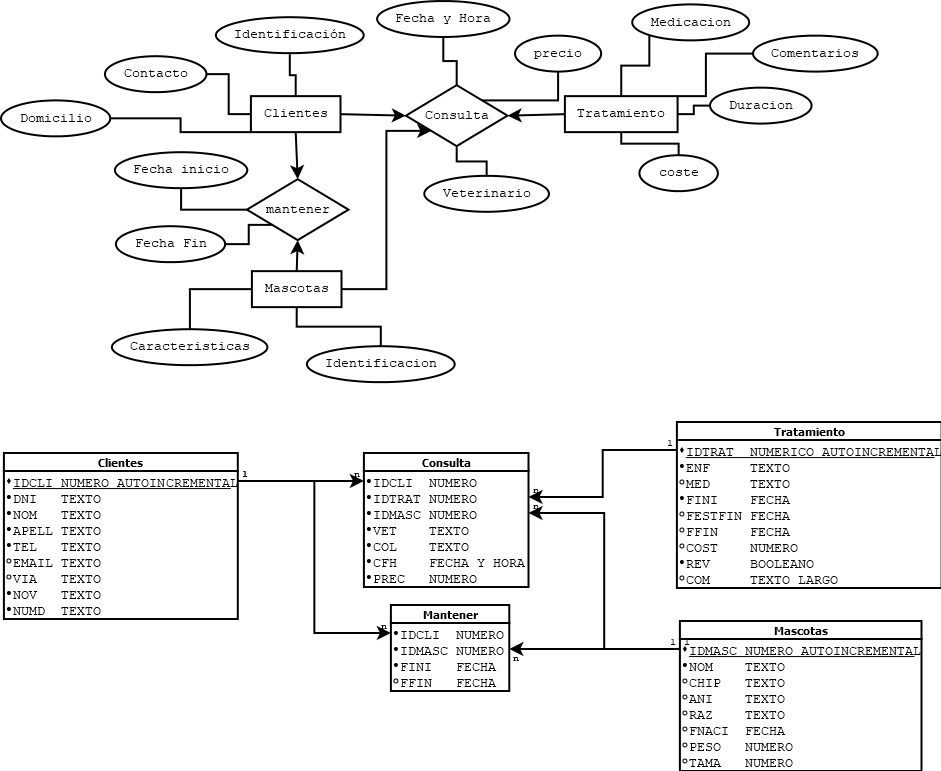 Fecha y Hora
Medicacion
Identificación
precio
Comentarios
Contacto
Duracion
Clientes
Consulta
Tratamiento
Domicilio
Fecha inicio
coste
Veterinario
mantener
Fecha Fin
Mascotas
Caracteristicas
Identificacion
Clientes
IDCLI NUMERO AUTOINCREMENTAL
DNI TEXTO
NOM TEXTO
APELL TEXTO
TEL TEXTO
EMAIL TEXTO
VIA TEXTO
NOV TEXTO
NUMD TEXTO
1
n
n
Consulta
IDCLI NUMERO
IDTRAT NUMERO
IDMASC NUMERO
VET TEXTO
COL TEXTO
CFH FECHA Y HORA
PREC NUMERO
n
n
1
Tratamiento
IDTRAT NUMERICO AUTOINCREMENTAL
ENF TEXTO
MED TEXTO
FINI FECHA
FESTFIN FECHA
FFIN FECHA
COST NUMERO
REV BOOLEANO
COM TEXTO LARGO
Mantener
IDCLI NUMERO
IDMASC NUMERO
FINI FECHA
FFIN FECHA
n
1
1
Mascotas
IDMASC NUMERO AUTOINCREMENTAL
NOM TEXTO
CHIP TEXTO
ANI TEXTO
RAZ TEXTO
FNACI FECHA
PESO NUMERO
TAMA NUMERO